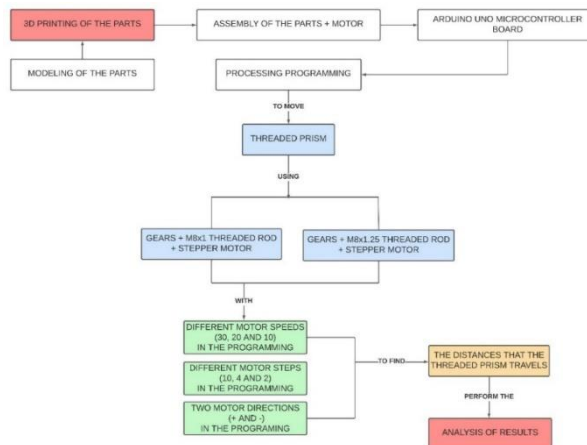 3D PRINTING OF THE PARTS
ASSEMBLY OF THE PARTS + MOTOR
ARDUINO UNO MICROCONTROLLER
BOARD
MODELING OF THE PARTS
PROCESSING PROGRAMMING
TO MOVE
THREADED PRISM
USING
GEARS + M8x1 THREADED ROD
+ STEPPER MOTOR
GEARS + M8x1.25 THREADED ROD
+ STEPPER MOTOR
WITH
DIFFERENT MOTOR SPEEDS
(30, 20 AND 10)
IN THE PROGRAMMING
DIFFERENT MOTOR STEPS
(10, 4 AND 2)
IN THE PROGRAMMING
TWO MOTOR DIRECTIONS
(+ AND -)
IN THE PROGRAMING
TO FIND
THE DISTANCES THAT THE
THREADED PRISM TRAVELS
PERFORM THE
ANALYSIS OF RESULTS